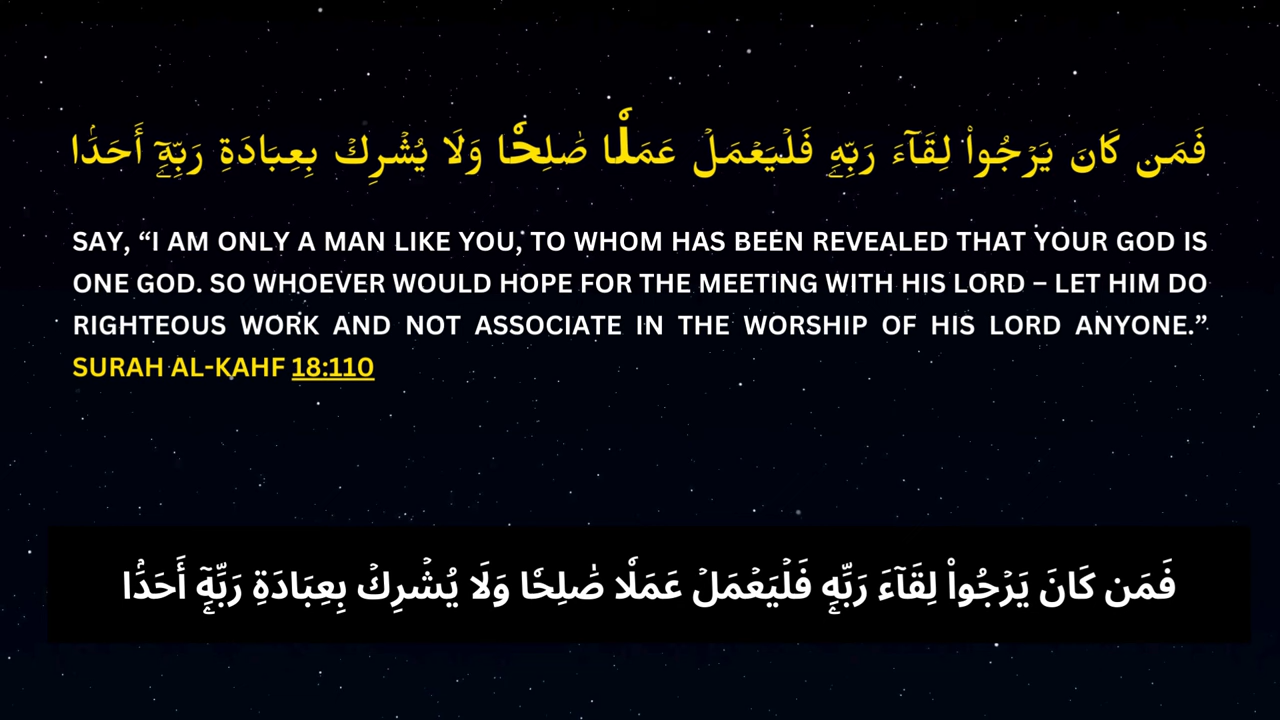 فَمَن كَانَ يَرۡجُواْ لِقَآءَ رَبِّهِۦ فَلۡيَعۡمَلۡ عَمَلٗا صَٰلِحٗا وَلَا يُشۡرِكۡ بِعِبَادَةِ رَبِّهِۦٓ أَحَدَۢا
SAY, “I AM ONLY A MAN LIKE YOU, TO WHOM HAS BEEN REVEALED THAT YOUR GOD IS
ONE GOD. SO WHOEVER WOULD HOPE FOR THE MEETING WITH HIS LORD – LET HIM DO
RIGHTEOUS WORK AND NOT ASSOCIATE IN THE WORSHIP OF HIS LORD ANYONE.”
SURAH AL-KAHF 18:110
فَمَن كَانَ يَرۡجُواْ لِقَآءَ رَبِّهِۦ فَلۡيَعۡمَلۡ عَمَلٗا صَٰلِحٗا وَلَا يُشۡرِكۡ بِعِبَادَةِ رَبِّهِۦٓ أَحَدَۢا